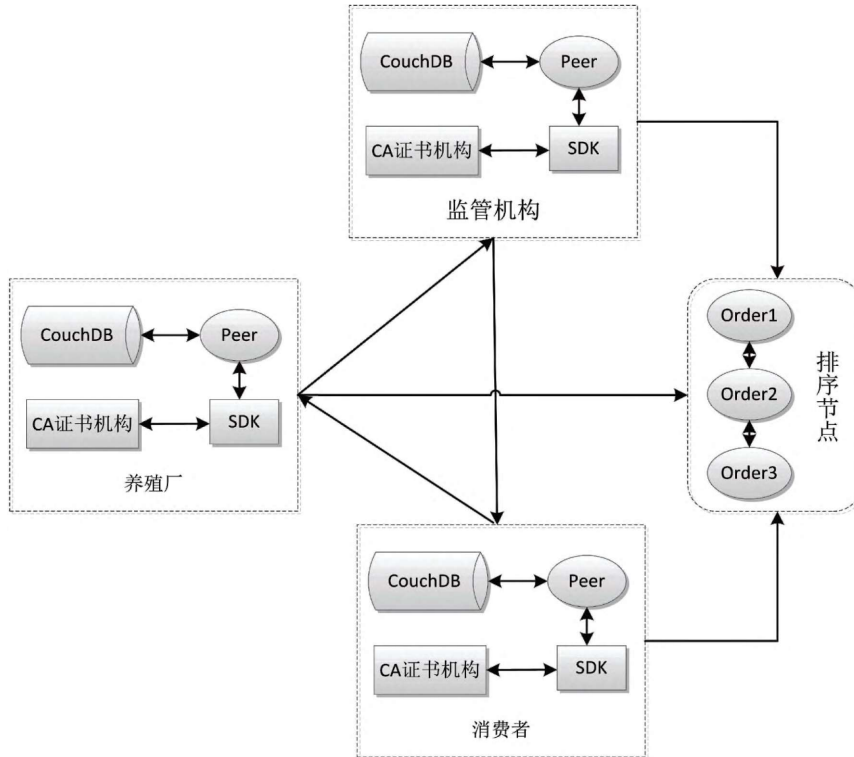 CouchDB
Peer
CA证书机构
SDK
监管机构
CouchDB
Peer
CA证书机构
SDK
养殖厂
Order1
Order2
Order3
排序节点
CouchDB
Peer
CA证书机构
SDK
消费者